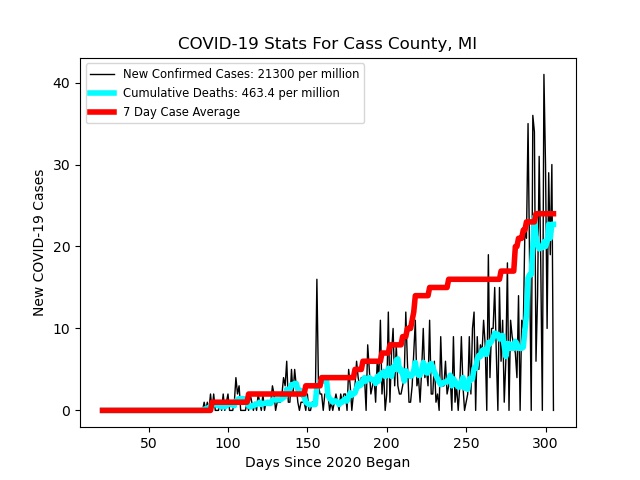 COVID-19 Stats For Cass County, MI
New Confirmed Cases: 21300 per million
Cumulative Deaths: 463.4 per million
7 Day Case Average
New COVID-19 Cases
40
30
20
10
0
50 100 150 200 250 300
Days Since 2020 Began